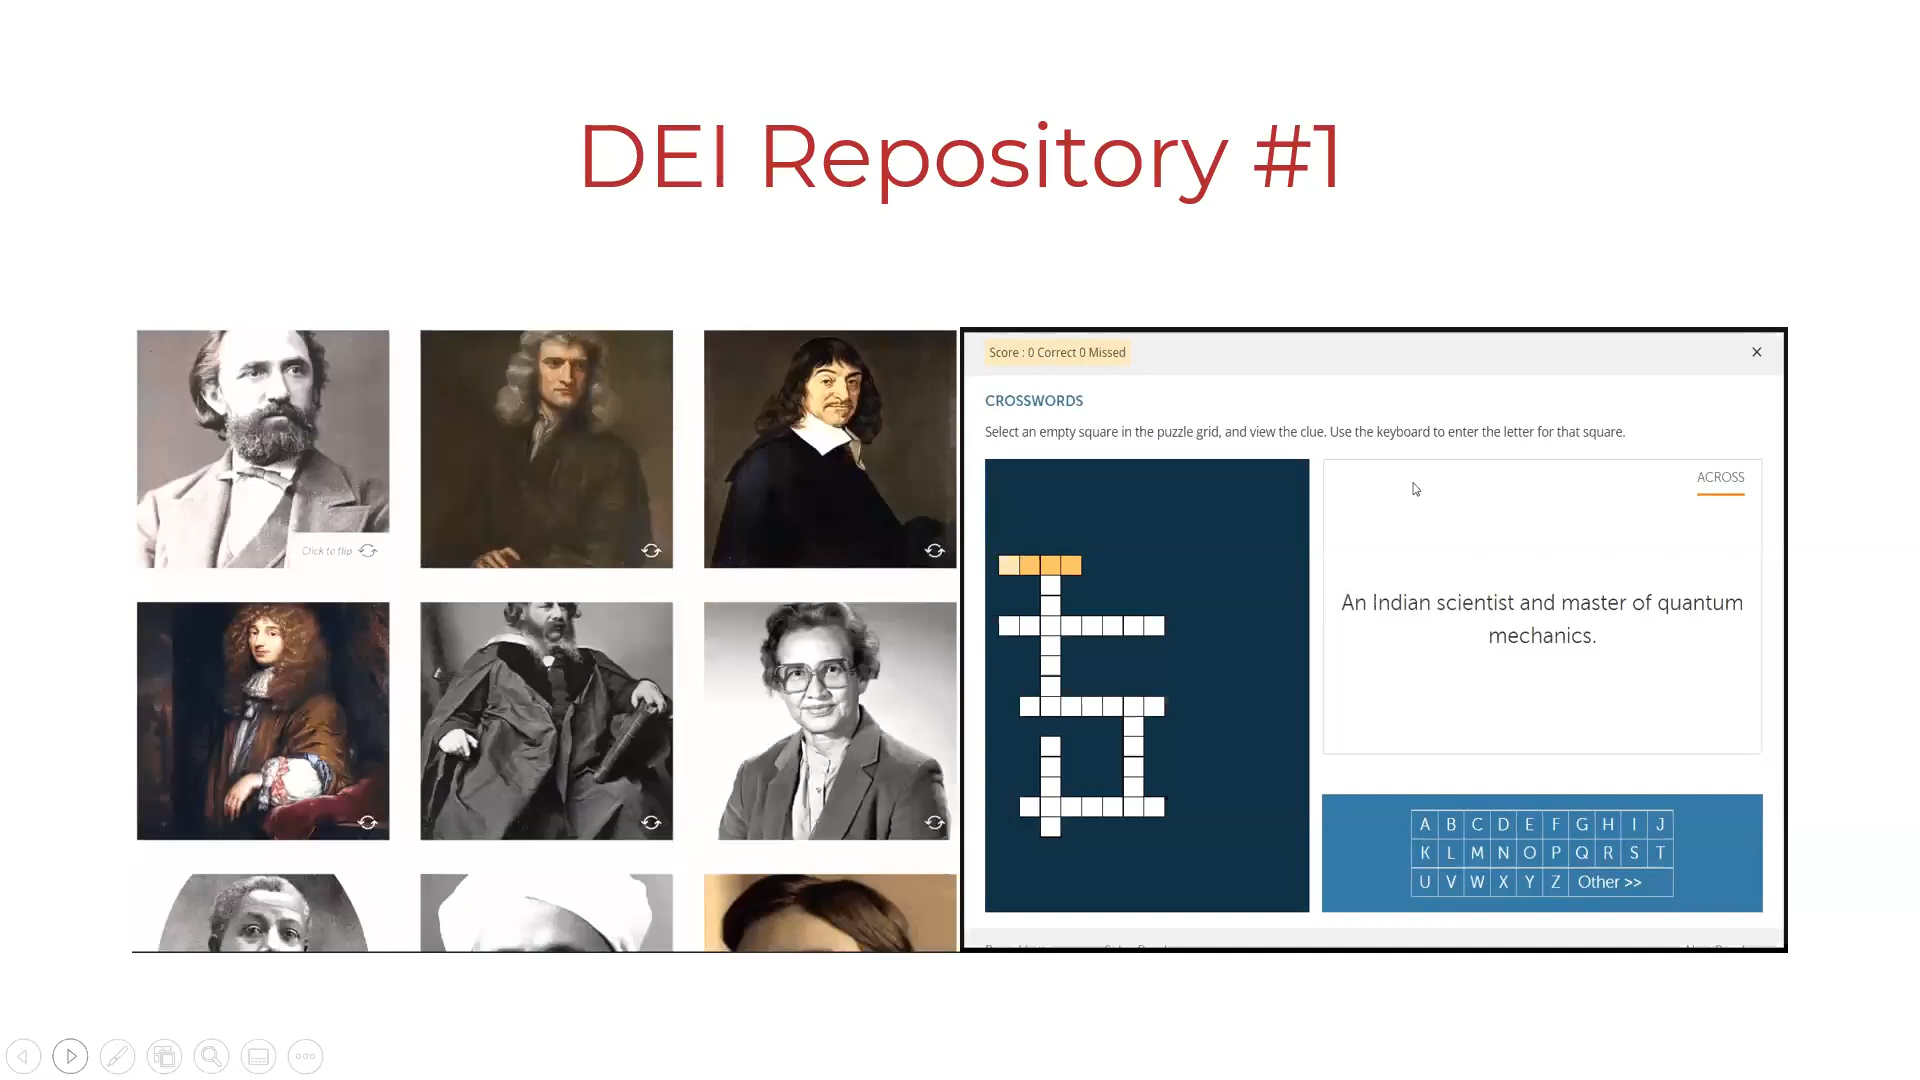 DEI Repository #1
Click to flip
Score : 0 Correct 0 Missed
CROSSWORDS
Select an empty square in the puzzle grid, and view the clue. Use the keyboard to enter the letter for that square.
ACROSS
An Indian scientist and master of quantum
mechanics.
A B C D E F G H I J
K L M N O P Q R S T
U V W X Y Z Other >>